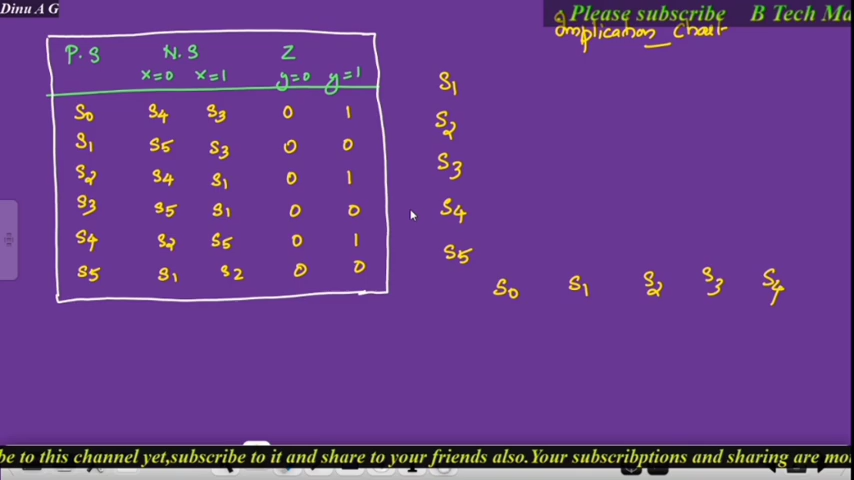 Dinu A G
Please subscribe B Tech Ma
Implication Chart
P.S N.S Z
x=0 x=1 y=0 y=1
S0 S4 S3 0 1
S1 S5 S3 0 0
S2 S4 S1 0 1
S3 S5 S1 0 0
S4 S2 S5 0 1
S5 S1 S2 0 0
S1
S2
S3
S4
S5
S0 S1 S2 S3 S4
be to this channel yet,subscribe to it and share to your friends also.Your subscribptions and sharing are mo